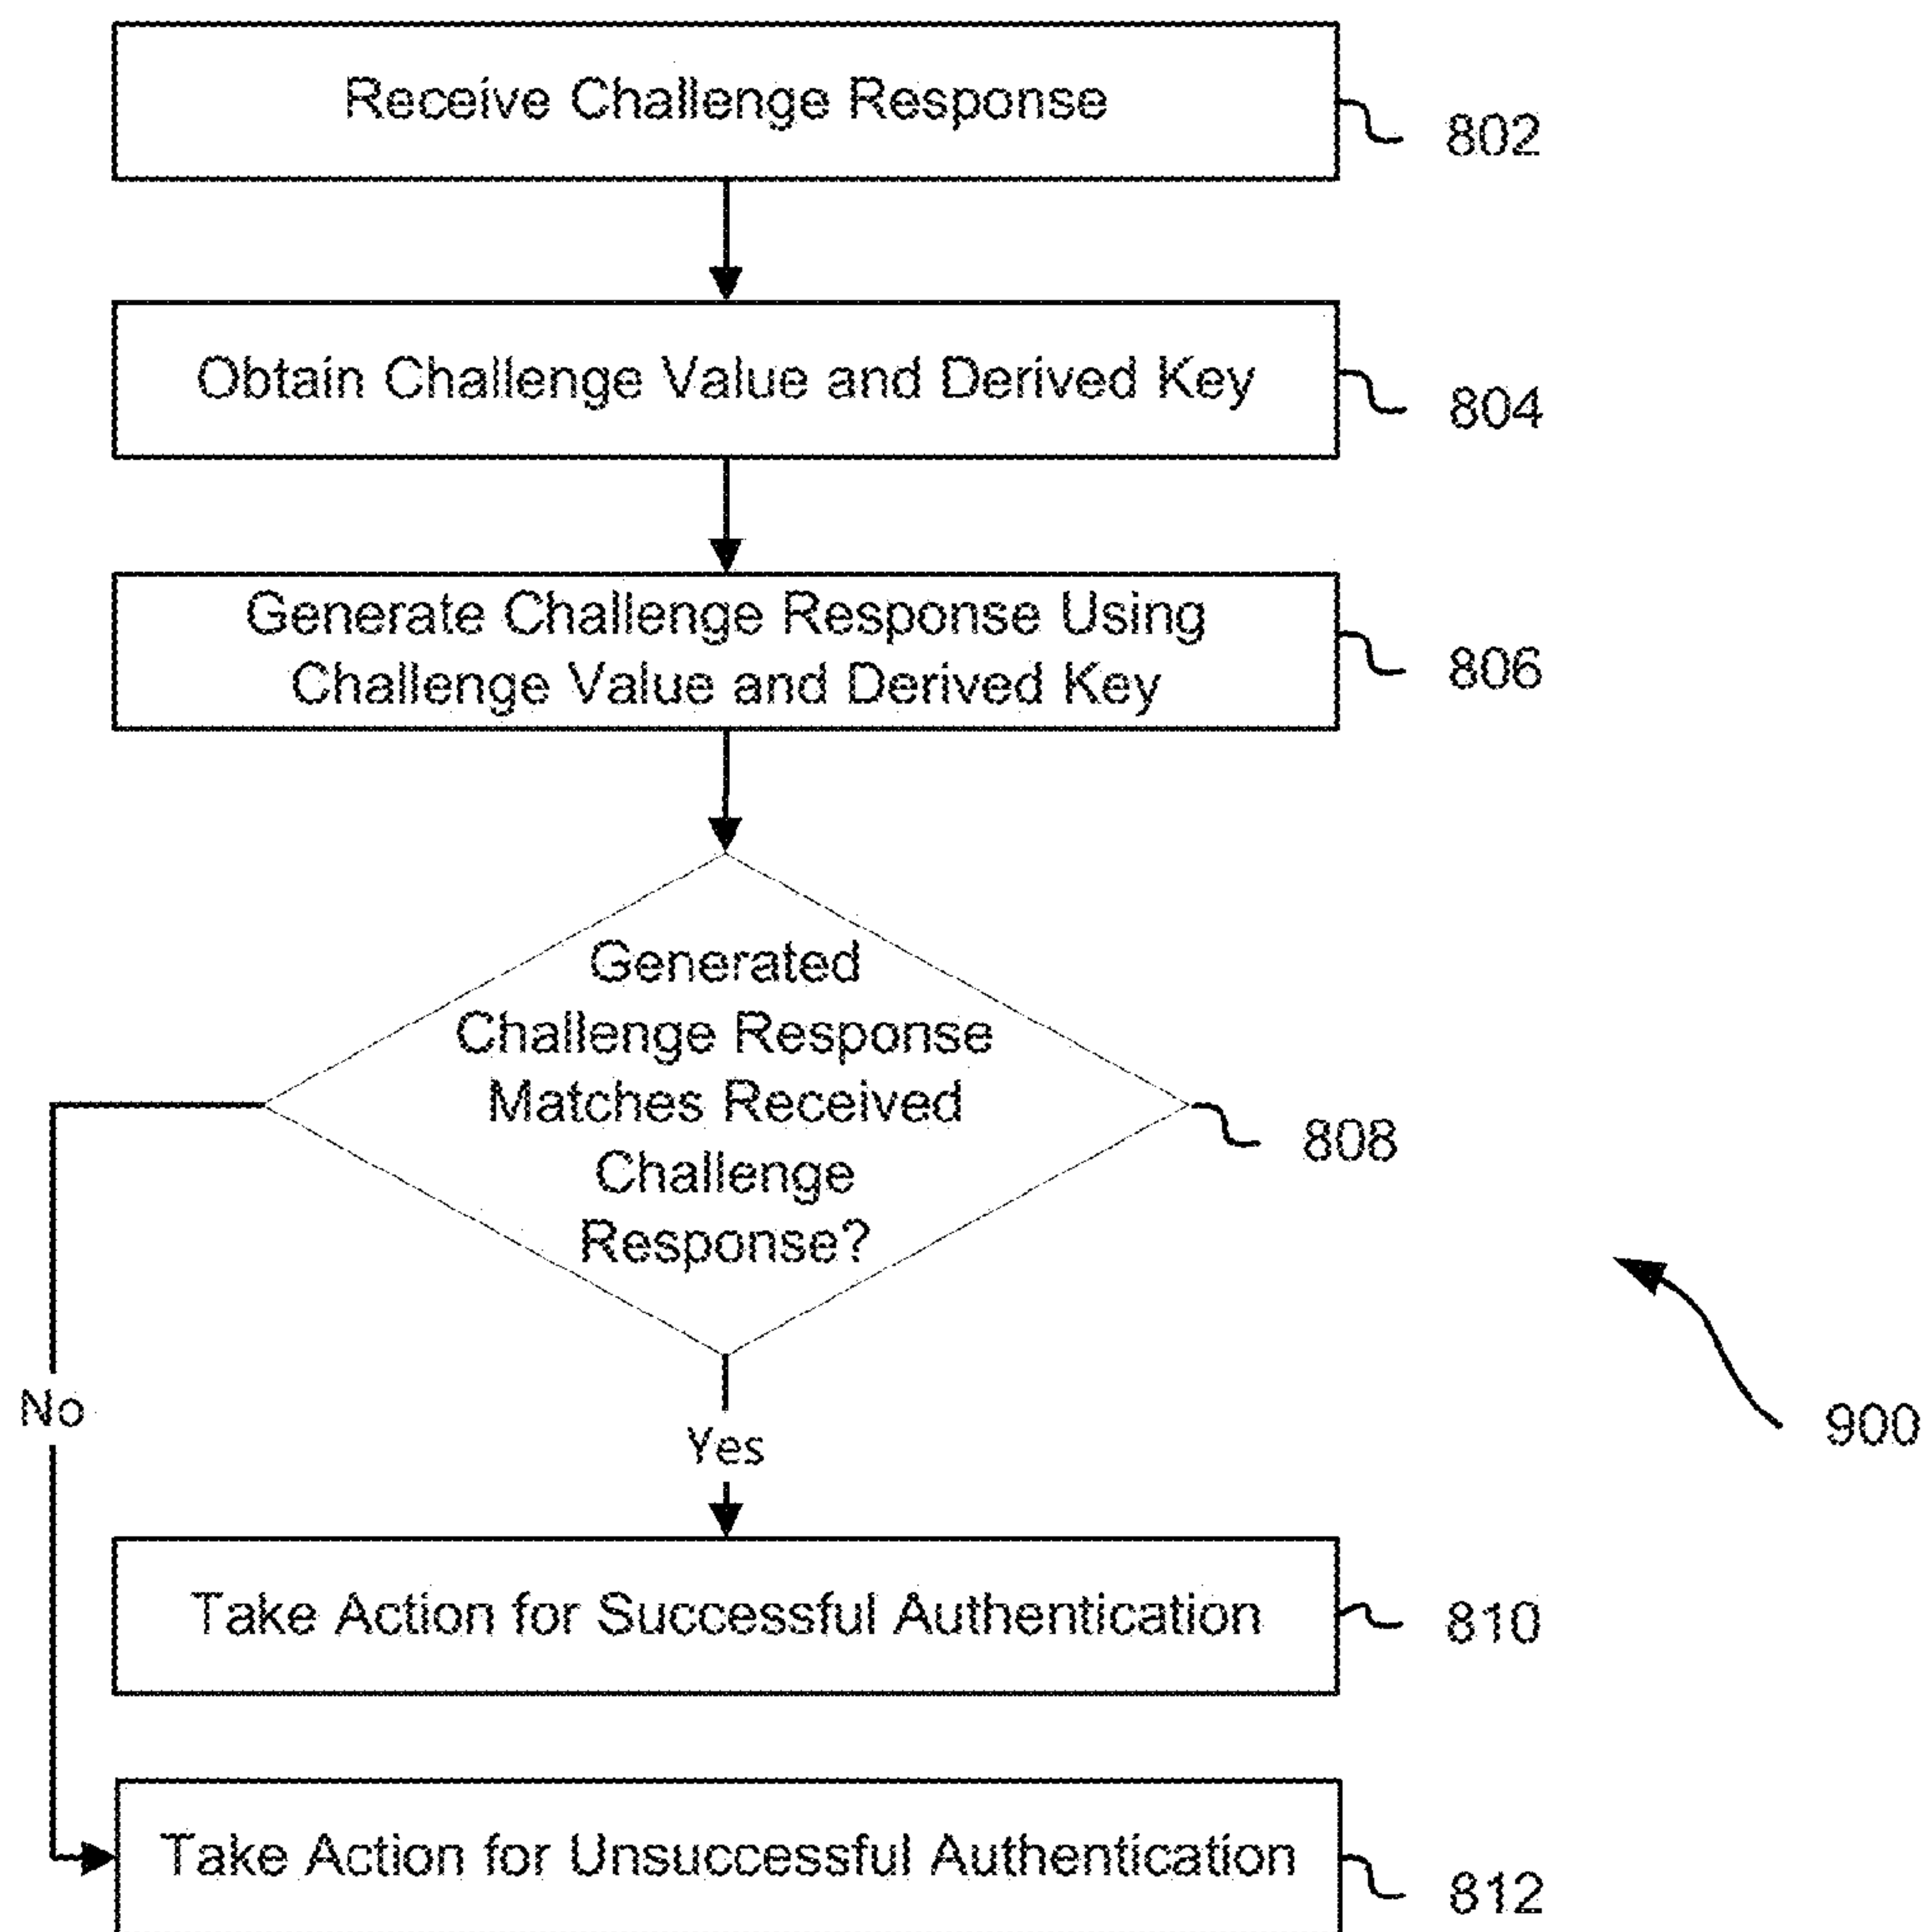 Receive Challenge Response
802
Obtain Challenge Value and Derived Key
804
Generate Challenge Response Using
Challenge Value and Derived Key
806
Generated
Challenge Response
Matches Received
Challenge
Response?
808
No
Yes
900
Take Action for Successful Authentication
810
Take Action for Unsuccessful Authentication
812